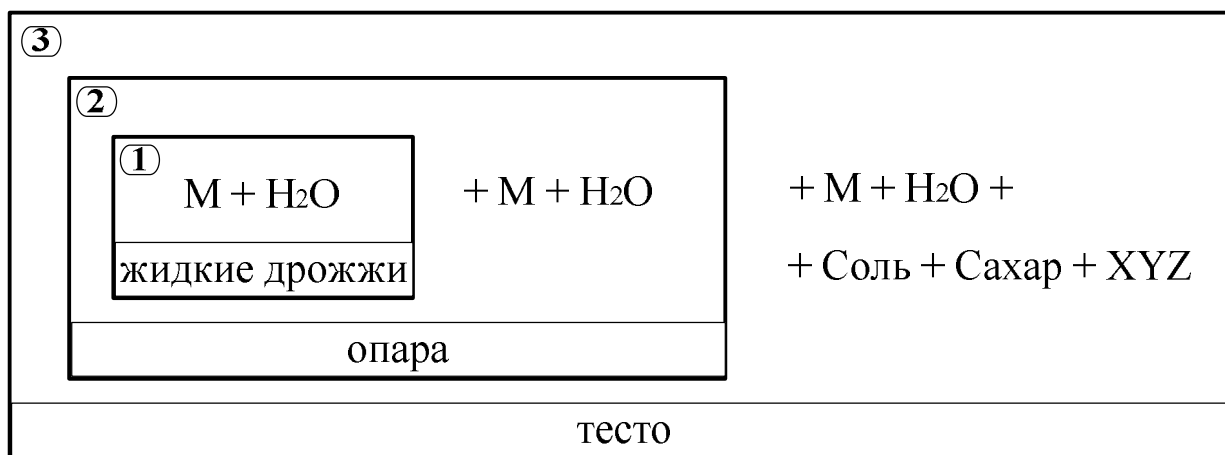 3
2
1
М + H2O
+ М + H2O
+ М + H2O +
жидкие дрожжи
+ Соль + Сахар + XYZ
опара
тесто